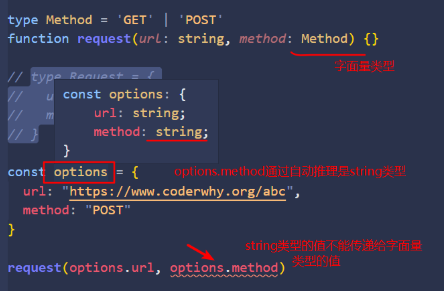 type Method = 'GET' | 'POST'
function request(url: string, method: Method) {}
字面量类型
// type Request = {
//   u
//   m
// }
const options: {
    url: string;
    method: string;
}
const options = {
  url: "https://www.coderwhy.org/abc",
  method: "POST"
}
options.method通过自动推理是string类型
string类型的值不能传递给字面量
类型的值
request(options.url, options.method)